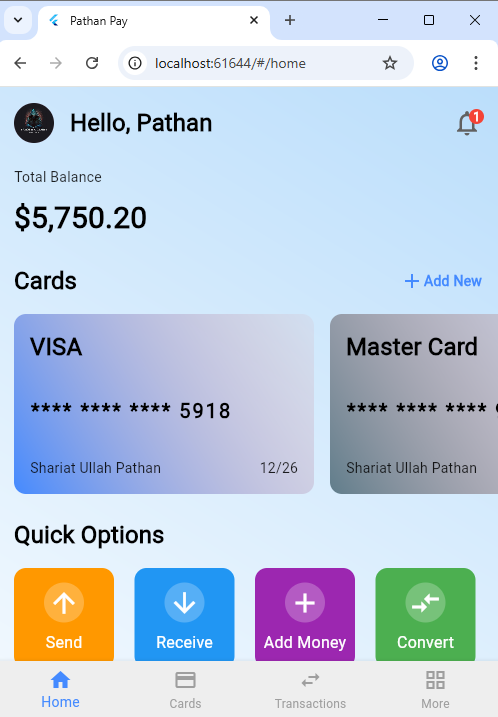 Pathan Pay
localhost:61644/#/home
Hello, Pathan
1
Total Balance
$5,750.20
Cards
Add New
VISA
**** **** **** 5918
Shariat Ullah Pathan
12/26
Master Card
**** **** ****
Shariat Ullah Pathan
Quick Options
Send
Receive
Add Money
Convert
Home
Cards
Transactions
More